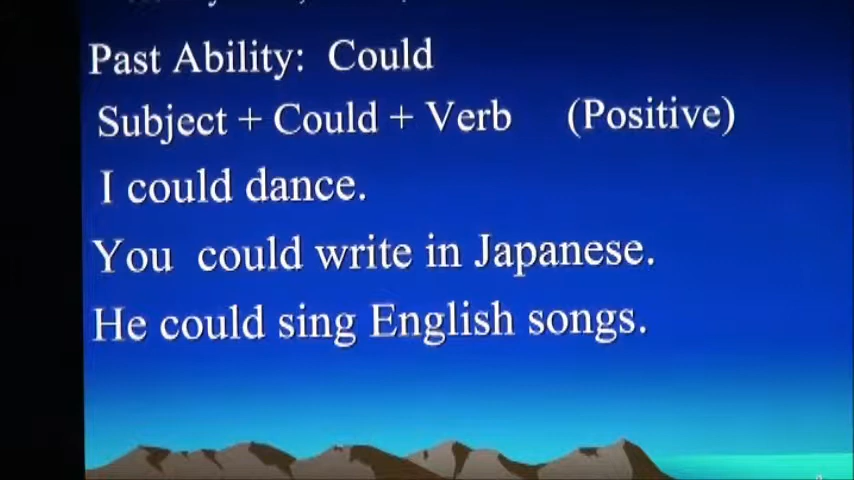 Past Ability: Could
Subject + Could + Verb (Positive)
I could dance.
You could write in Japanese.
He could sing English songs.